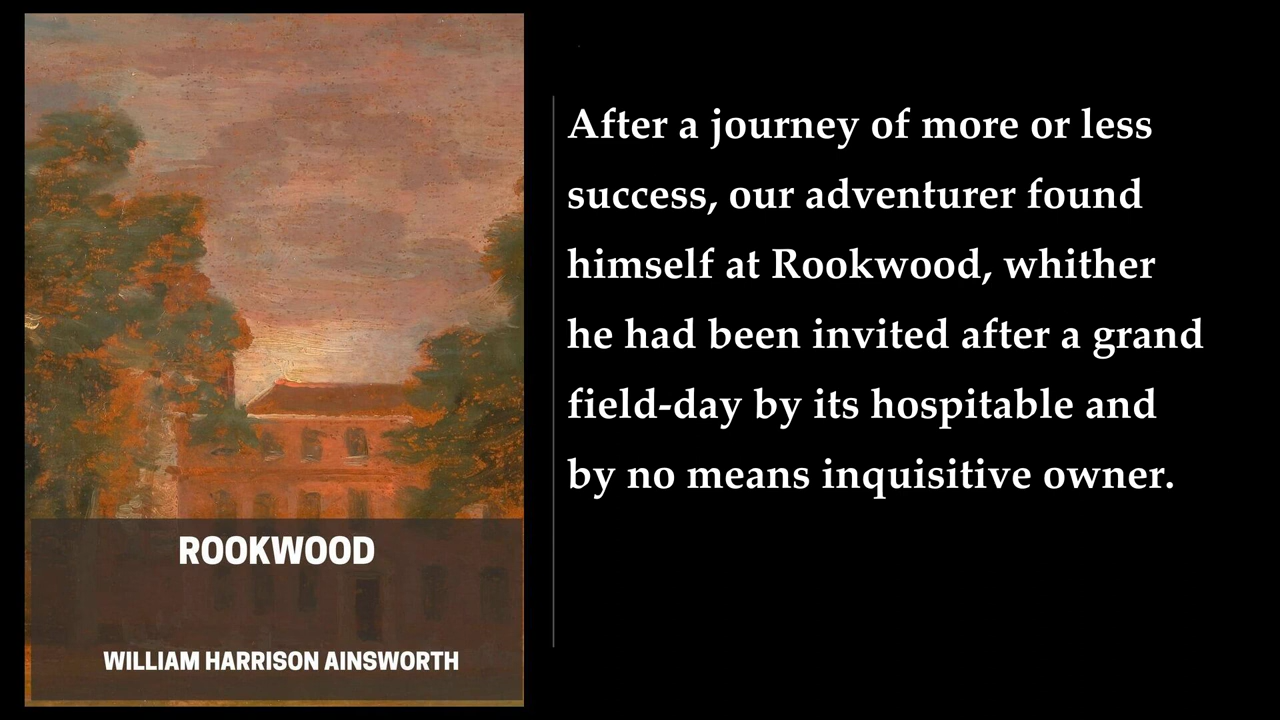 After a journey of more or less
success, our adventurer found
himself at Rookwood, whither
he had been invited after a grand
field-day by its hospitable and
by no means inquisitive owner.
ROOKWOOD
WILLIAM HARRISON AINSWORTH